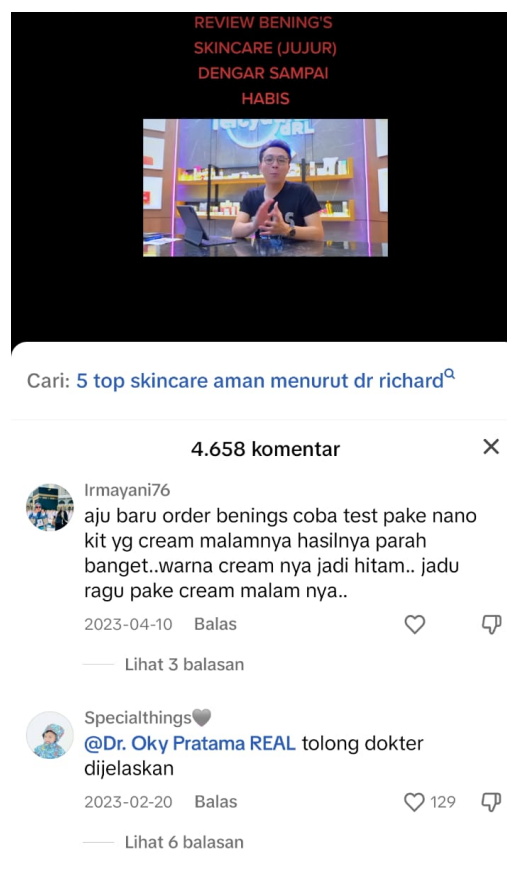 REVIEW BENING'S
SKINCARE (JUJUR)
DENGAR SAMPAI
HABIS
Cari: 5 top skincare aman menurut dr richard
4.658 komentar
Irmayani76
aju baru order benings coba test pake nano
kit yg cream malamnya hasilnya parah
banget..warna cream nya jadi hitam.. jadu
ragu pake cream malam nya..
2023-04-10 Balas
Lihat 3 balasan
Specialthings🖤
@Dr. Oky Pratama REAL tolong dokter
dijelaskan
2023-02-20 Balas 129
Lihat 6 balasan